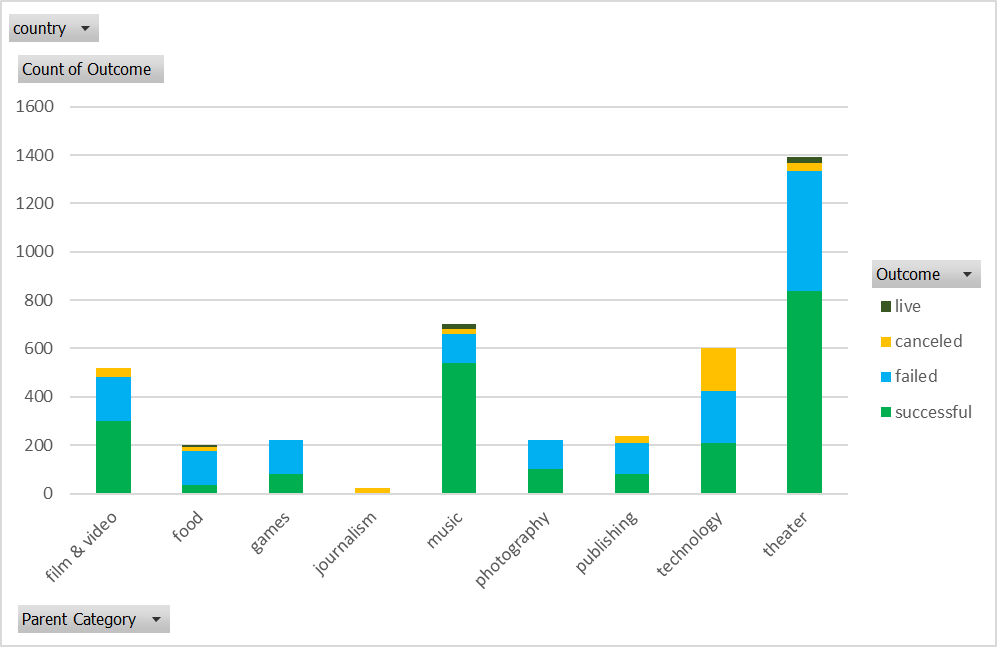 country
Count of Outcome
1600
1400
1200
1000
800
600
400
200
0
film & video
food
games
journalism
music
photography
publishing
technology
theater
Outcome
live
canceled
failed
successful
Parent Category